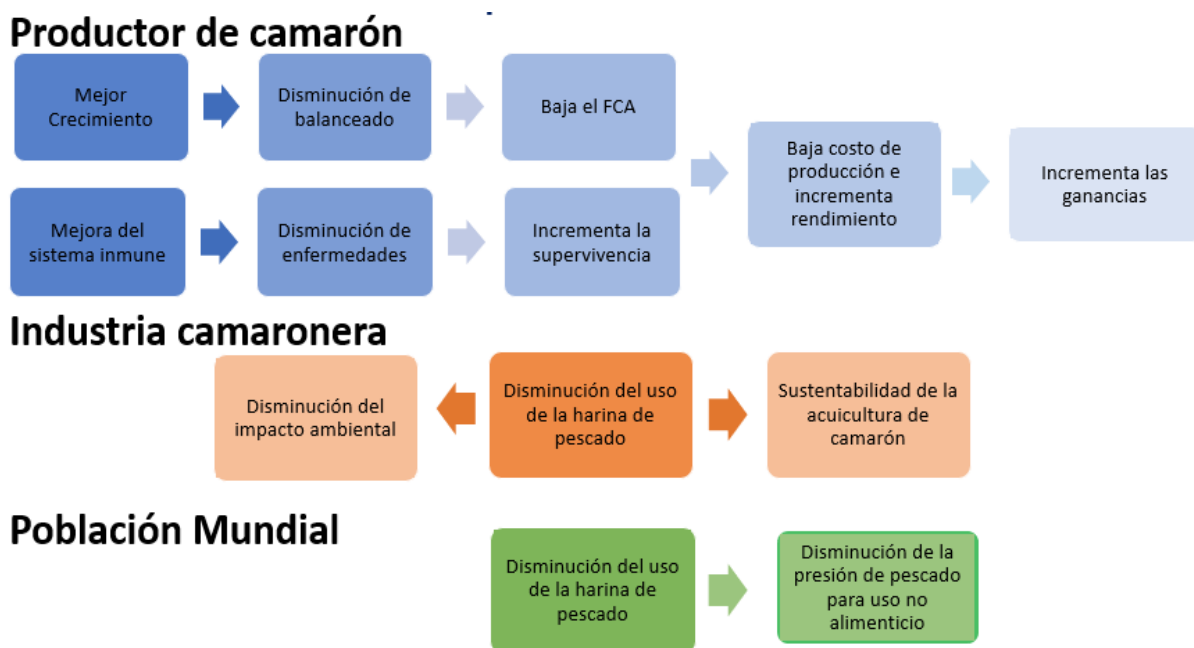 Productor de camarón
Mejor
Crecimiento
Disminución de
balanceado
Baja el FCA
Baja costo de
producción e
incrementa
rendimiento
Incrementa las
ganancias
Mejora del
sistema inmune
Disminución de
enfermedades
Incrementa la
supervivencia
Industria camaronera
Disminución del
impacto ambiental
Disminución del uso
de la harina de
pescado
Sustentabilidad de la
acuicultura de
camarón
Población Mundial
Disminución del uso
de la harina de
pescado
Disminución de la
presión de pescado
para uso no
alimenticio